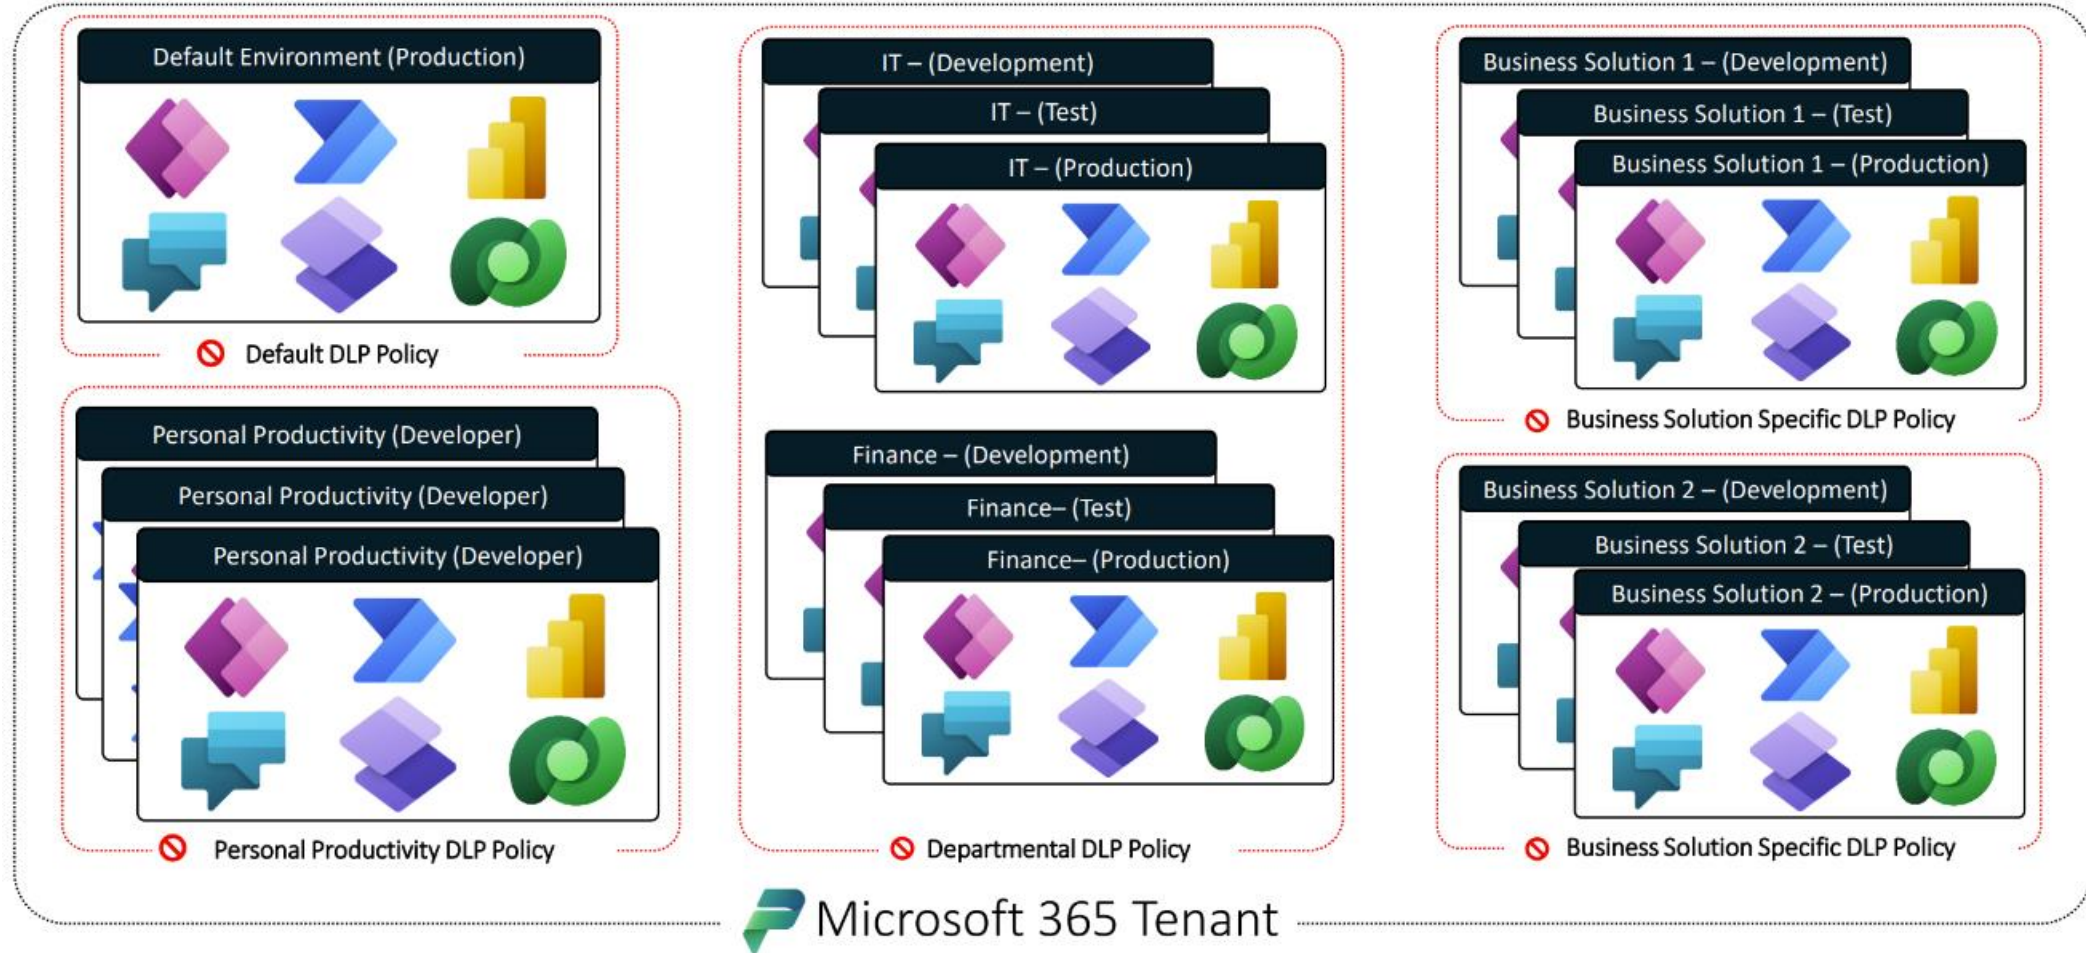 Default Environment (Production)
Default DLP Policy
Personal Productivity (Developer)
Personal Productivity (Developer)
Personal Productivity (Developer)
Personal Productivity DLP Policy
IT – (Development)
IT – (Test)
IT – (Production)
Finance – (Development)
Finance– (Test)
Finance– (Production)
Departmental DLP Policy
Business Solution 1 – (Development)
Business Solution 1 – (Test)
Business Solution 1 – (Production)
Business Solution Specific DLP Policy
Business Solution 2 – (Development)
Business Solution 2 – (Test)
Business Solution 2 – (Production)
Business Solution Specific DLP Policy
Microsoft 365 Tenant